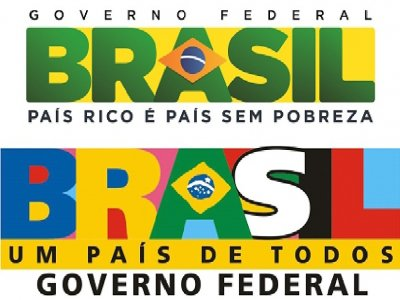 GOVERNO FEDERAL
BRASIL
PAÍS RICO É PAÍS SEM POBREZA
BRASIL
UM PAÍS DE TODOS
GOVERNO FEDERAL